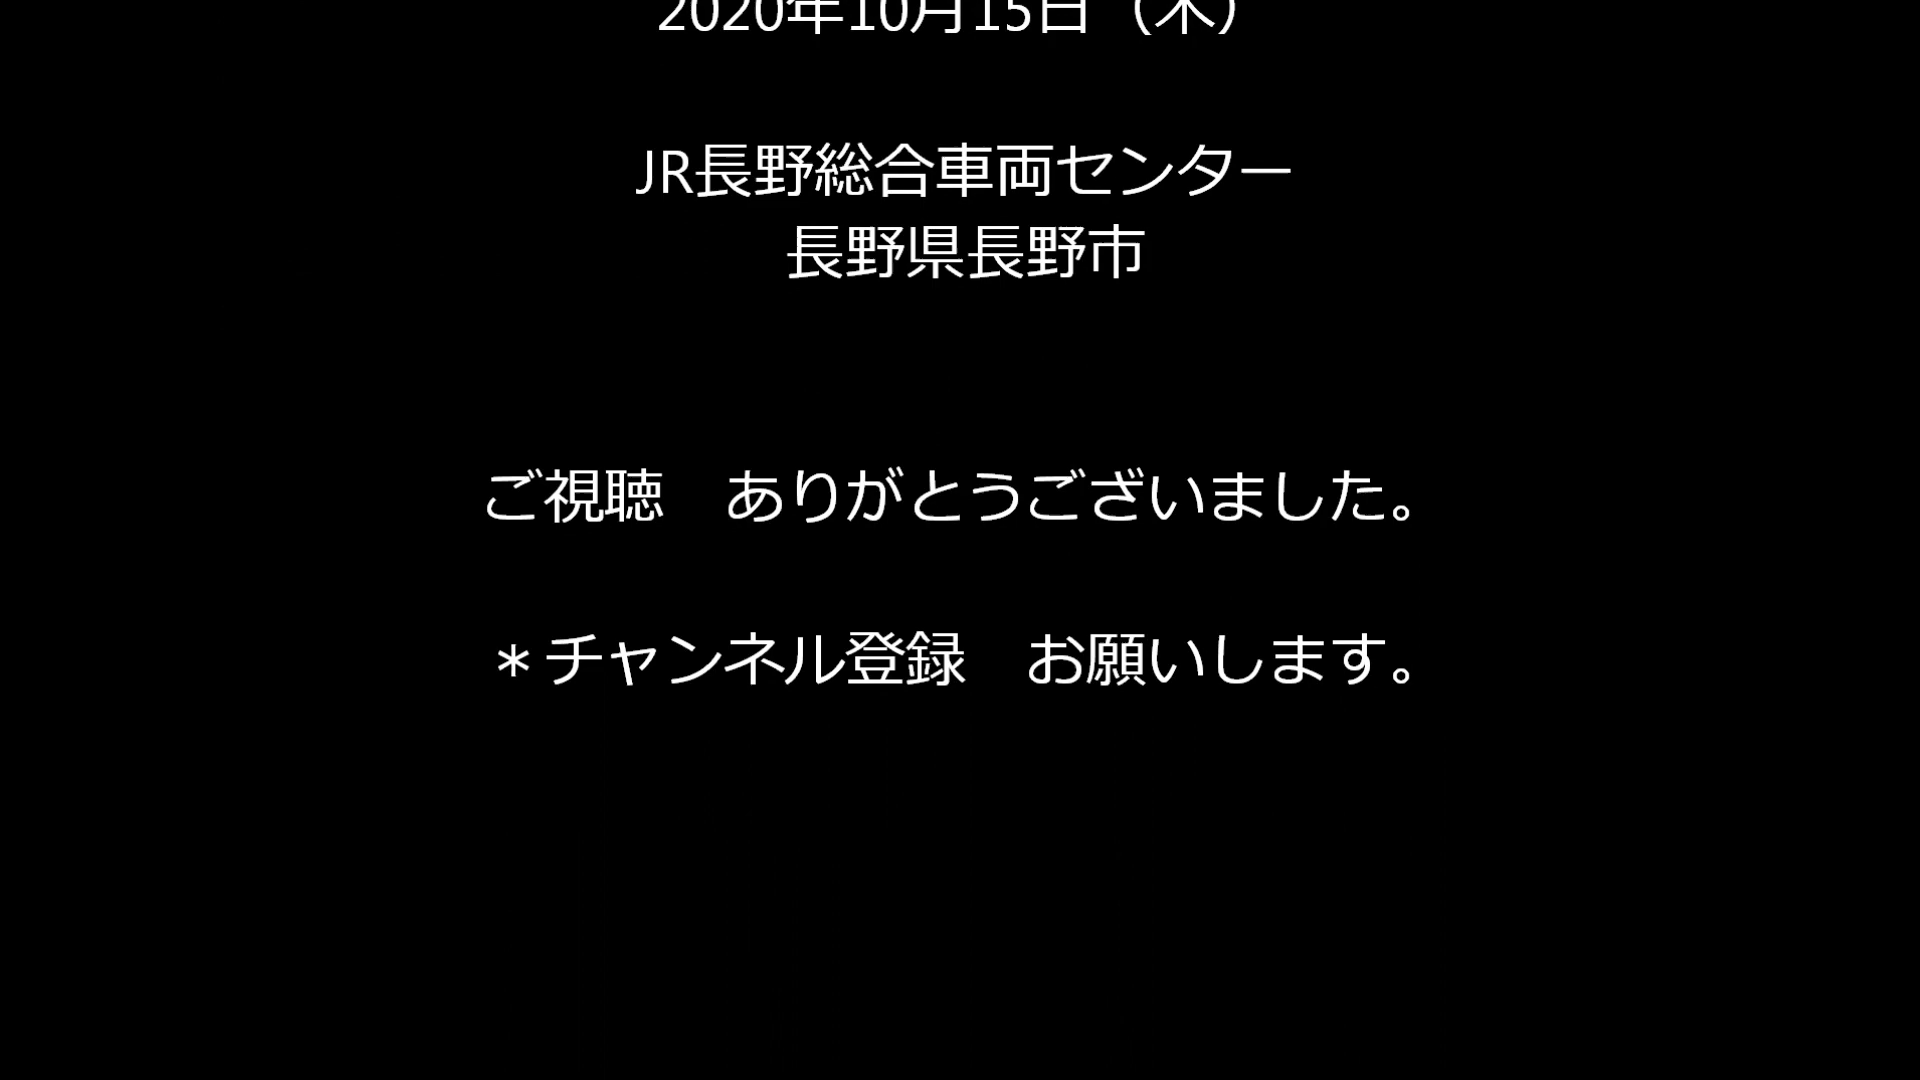 2020年10月15日（木）
JR長野総合車両センター
長野県長野市
ご視聴　ありがとうございました。
＊チャンネル登録　お願いします。